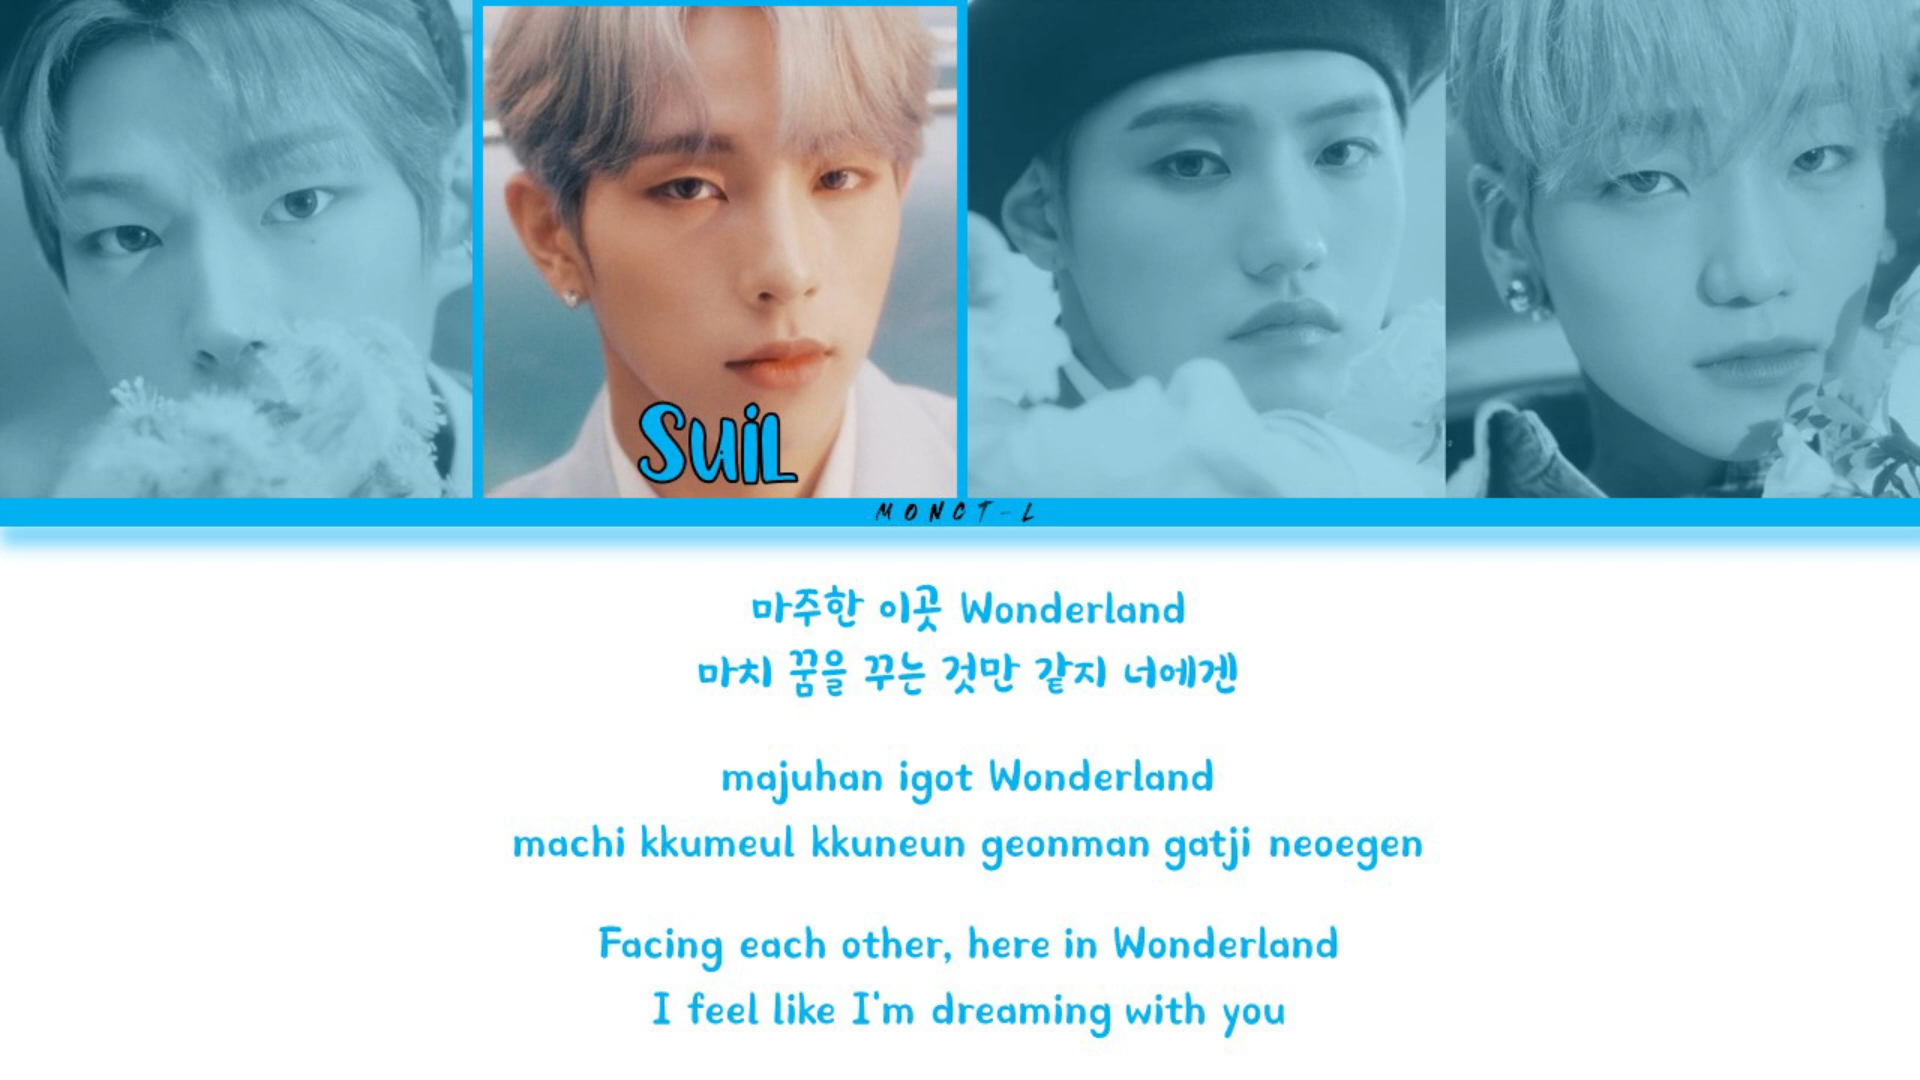 SUiL
MONCT-L
마주한 이곳 Wonderland
마치 꿈을 꾸는 것만 같지 너에겐
majuhan igot Wonderland
machi kkumeul kkuneun geonman gatji neoegen
Facing each other, here in Wonderland
I feel like I'm dreaming with you